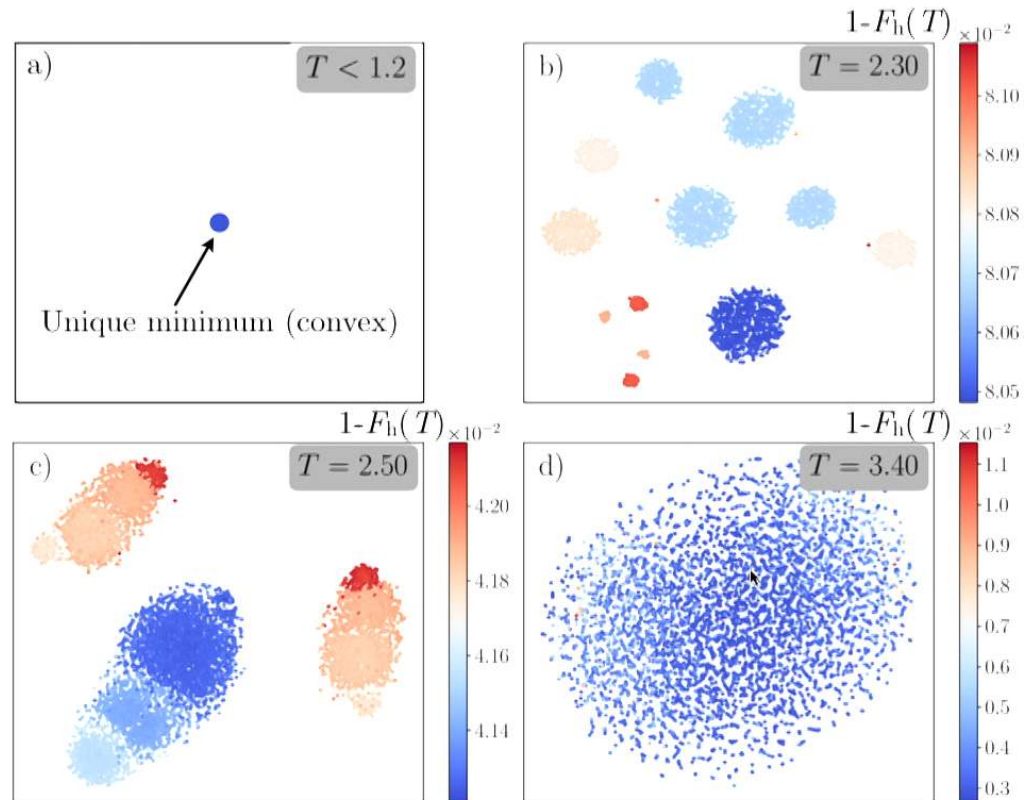 a)
T < 1.2
Unique minimum (convex)
1-Fₕ(T)
×10⁻²
b)
T = 2.30
8.10
8.09
8.08
8.07
8.06
8.05
1-Fₕ(T)
×10⁻²
c)
T = 2.50
4.20
4.18
4.16
4.14
1-Fₕ(T)
×10⁻²
d)
T = 3.40
1.1
1.0
0.9
0.8
0.7
0.6
0.5
0.4
0.3